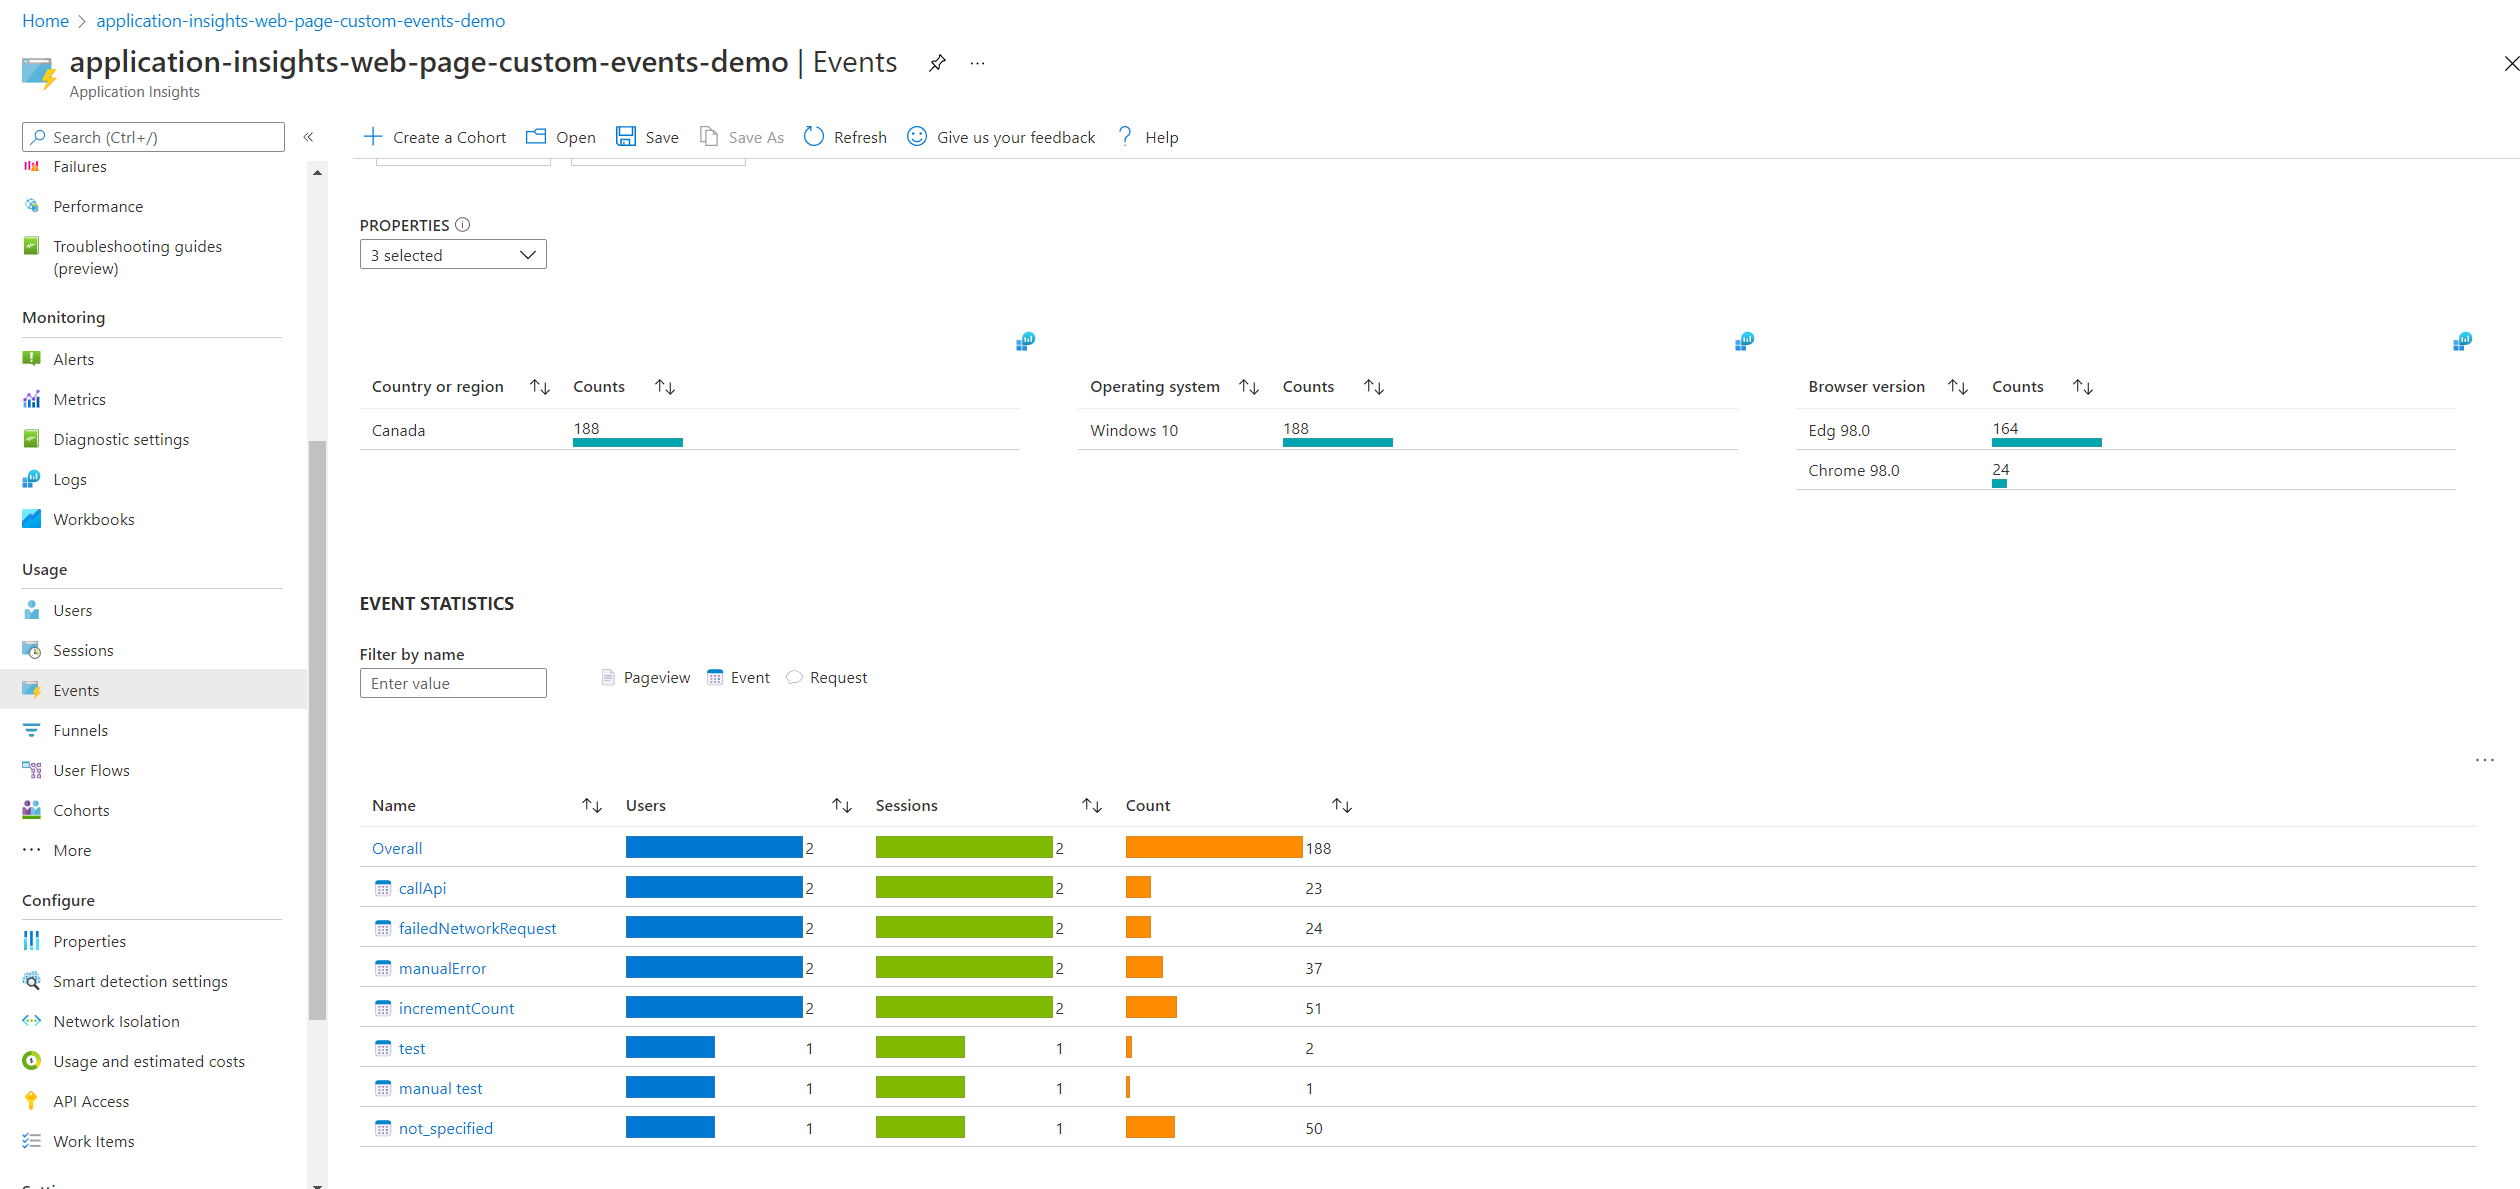 Home > application-insights-web-page-custom-events-demo
application-insights-web-page-custom-events-demo | Events
Application Insights
Search (Ctrl+/)
Failures
Performance
Troubleshooting guides
(preview)
Monitoring
Alerts
Metrics
Diagnostic settings
Logs
Workbooks
Usage
Users
Sessions
Events
Funnels
User Flows
Cohorts
More
Configure
Properties
Smart detection settings
Network Isolation
Usage and estimated costs
API Access
Work Items
Create a Cohort Open Save Save As Refresh Give us your feedback Help
PROPERTIES
3 selected
Country or region Counts
Canada 188
Operating system Counts
Windows 10 188
Browser version Counts
Edg 98.0 164
Chrome 98.0 24
EVENT STATISTICS
Filter by name
Enter value
Pageview Event Request
Name Users Sessions Count
Overall 2 2 188
callApi 2 2 23
failedNetworkRequest 2 2 24
manualError 2 2 37
incrementCount 2 2 51
test 1 1 2
manual test 1 1 1
not_specified 1 1 50